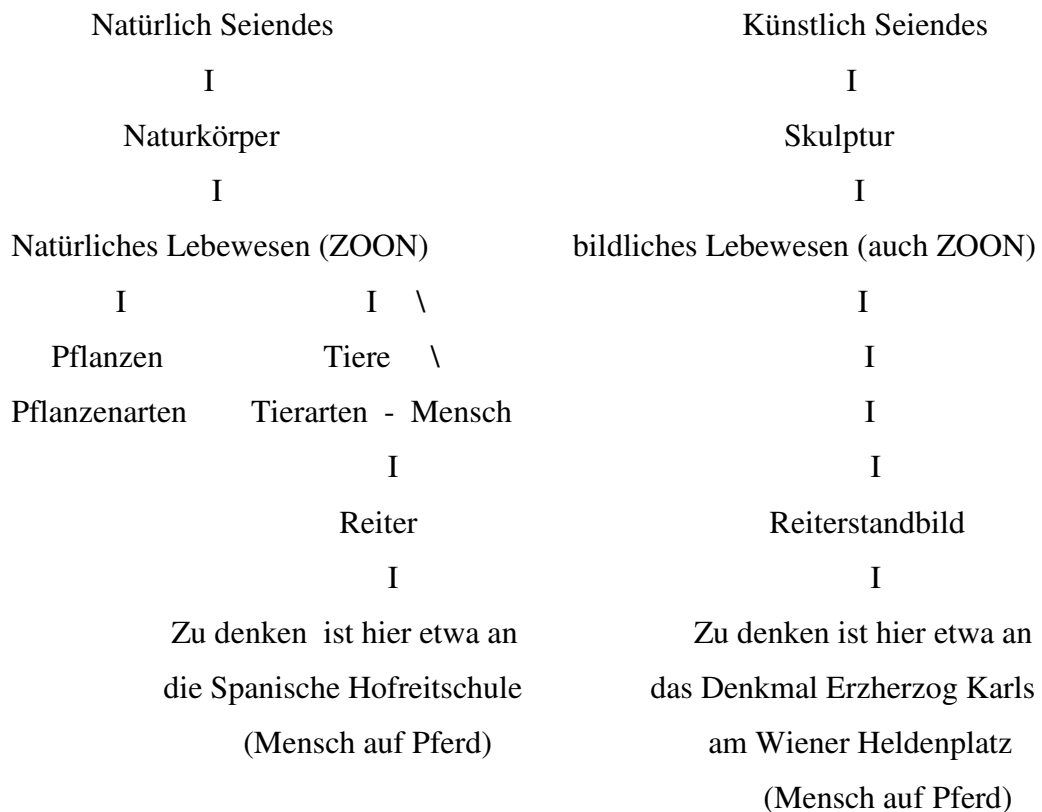 Natürlich Seiendes Künstlich Seiendes
I I
Naturkörper Skulptur
I I
Natürliches Lebewesen (ZOON) bildliches Lebewesen (auch ZOON)
I I \ I
Pflanzen Tiere \ I
Pflanzenarten Tierarten - Mensch I
I I
Reiter Reiterstandbild
I I
Zu denken ist hier etwa an Zu denken ist hier etwa an
die Spanische Hofreitschule das Denkmal Erzherzog Karls
(Mensch auf Pferd) am Wiener Heldenplatz
(Mensch auf Pferd)